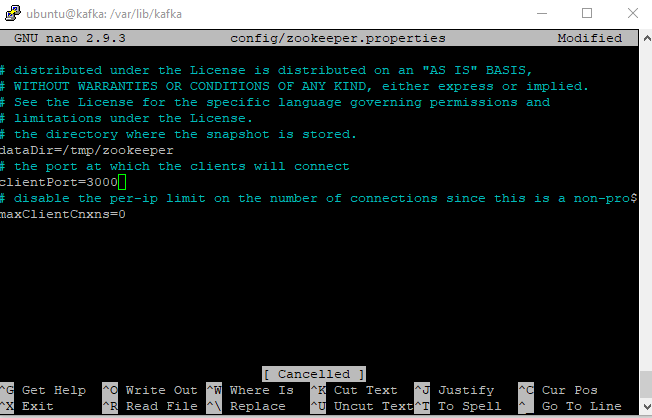 ubuntu@kafka: /var/lib/kafka
GNU nano 2.9.3 config/zookeeper.properties Modified
# distributed under the License is distributed on an "AS IS" BASIS,
# WITHOUT WARRANTIES OR CONDITIONS OF ANY KIND, either express or implied.
# See the License for the specific language governing permissions and
# limitations under the License.
# the directory where the snapshot is stored.
dataDir=/tmp/zookeeper
# the port at which the clients will connect
clientPort=3000
# disable the per-ip limit on the number of connections since this is a non-pro$
maxClientCnxns=0
[ Cancelled ]
^G Get Help ^O Write Out ^W Where Is ^K Cut Text ^J Justify ^C Cur Pos
^X Exit ^R Read File ^\ Replace ^U Uncut Text ^T To Spell ^_ Go To Line